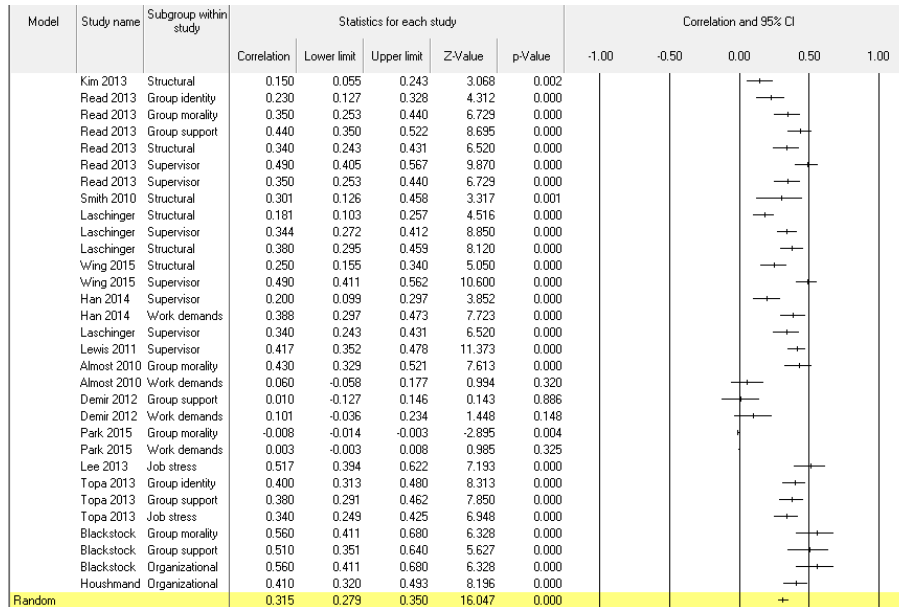 Model Study name Subgroup within study Statistics for each study Correlation and 95% CI
Correlation Lower limit Upper limit Z-Value p-Value -1.00 -0.50 0.00 0.50 1.00
Kim 2013 Structural 0.150 0.055 0.243 3.068 0.002
Read 2013 Group identity 0.230 0.127 0.328 4.312 0.000
Read 2013 Group morality 0.350 0.253 0.440 6.729 0.000
Read 2013 Group support 0.440 0.350 0.522 8.695 0.000
Read 2013 Structural 0.340 0.243 0.431 6.520 0.000
Read 2013 Supervisor 0.490 0.405 0.567 9.870 0.000
Read 2013 Supervisor 0.350 0.253 0.440 6.729 0.000
Smith 2010 Structural 0.301 0.126 0.458 3.317 0.001
Laschinger Structural 0.181 0.103 0.257 4.516 0.000
Laschinger Supervisor 0.344 0.272 0.412 8.850 0.000
Laschinger Structural 0.380 0.295 0.459 8.120 0.000
Wing 2015 Structural 0.250 0.155 0.340 5.050 0.000
Wing 2015 Supervisor 0.490 0.411 0.562 10.600 0.000
Han 2014 Supervisor 0.200 0.099 0.297 3.852 0.000
Han 2014 Work demands 0.388 0.297 0.473 7.723 0.000
Laschinger Supervisor 0.340 0.243 0.431 6.520 0.000
Lewis 2011 Supervisor 0.417 0.352 0.478 11.373 0.000
Almost 2010 Group morality 0.430 0.329 0.521 7.613 0.000
Almost 2010 Work demands 0.060 -0.058 0.177 0.994 0.320
Demir 2012 Group support 0.010 -0.127 0.146 0.143 0.886
Demir 2012 Work demands 0.101 -0.036 0.234 1.448 0.148
Park 2015 Group morality -0.008 -0.014 -0.003 -2.895 0.004
Park 2015 Work demands 0.003 -0.003 0.008 0.985 0.325
Lee 2013 Job stress 0.517 0.394 0.622 7.193 0.000
Topa 2013 Group identity 0.400 0.313 0.480 8.313 0.000
Topa 2013 Group support 0.380 0.291 0.462 7.850 0.000
Topa 2013 Job stress 0.340 0.249 0.425 6.948 0.000
Blackstock Group morality 0.560 0.411 0.680 6.328 0.000
Blackstock Group support 0.510 0.351 0.640 5.627 0.000
Blackstock Organizational 0.560 0.411 0.680 6.328 0.000
Houshmand Organizational 0.410 0.320 0.493 8.196 0.000
Random 0.315 0.279 0.350 16.047 0.000